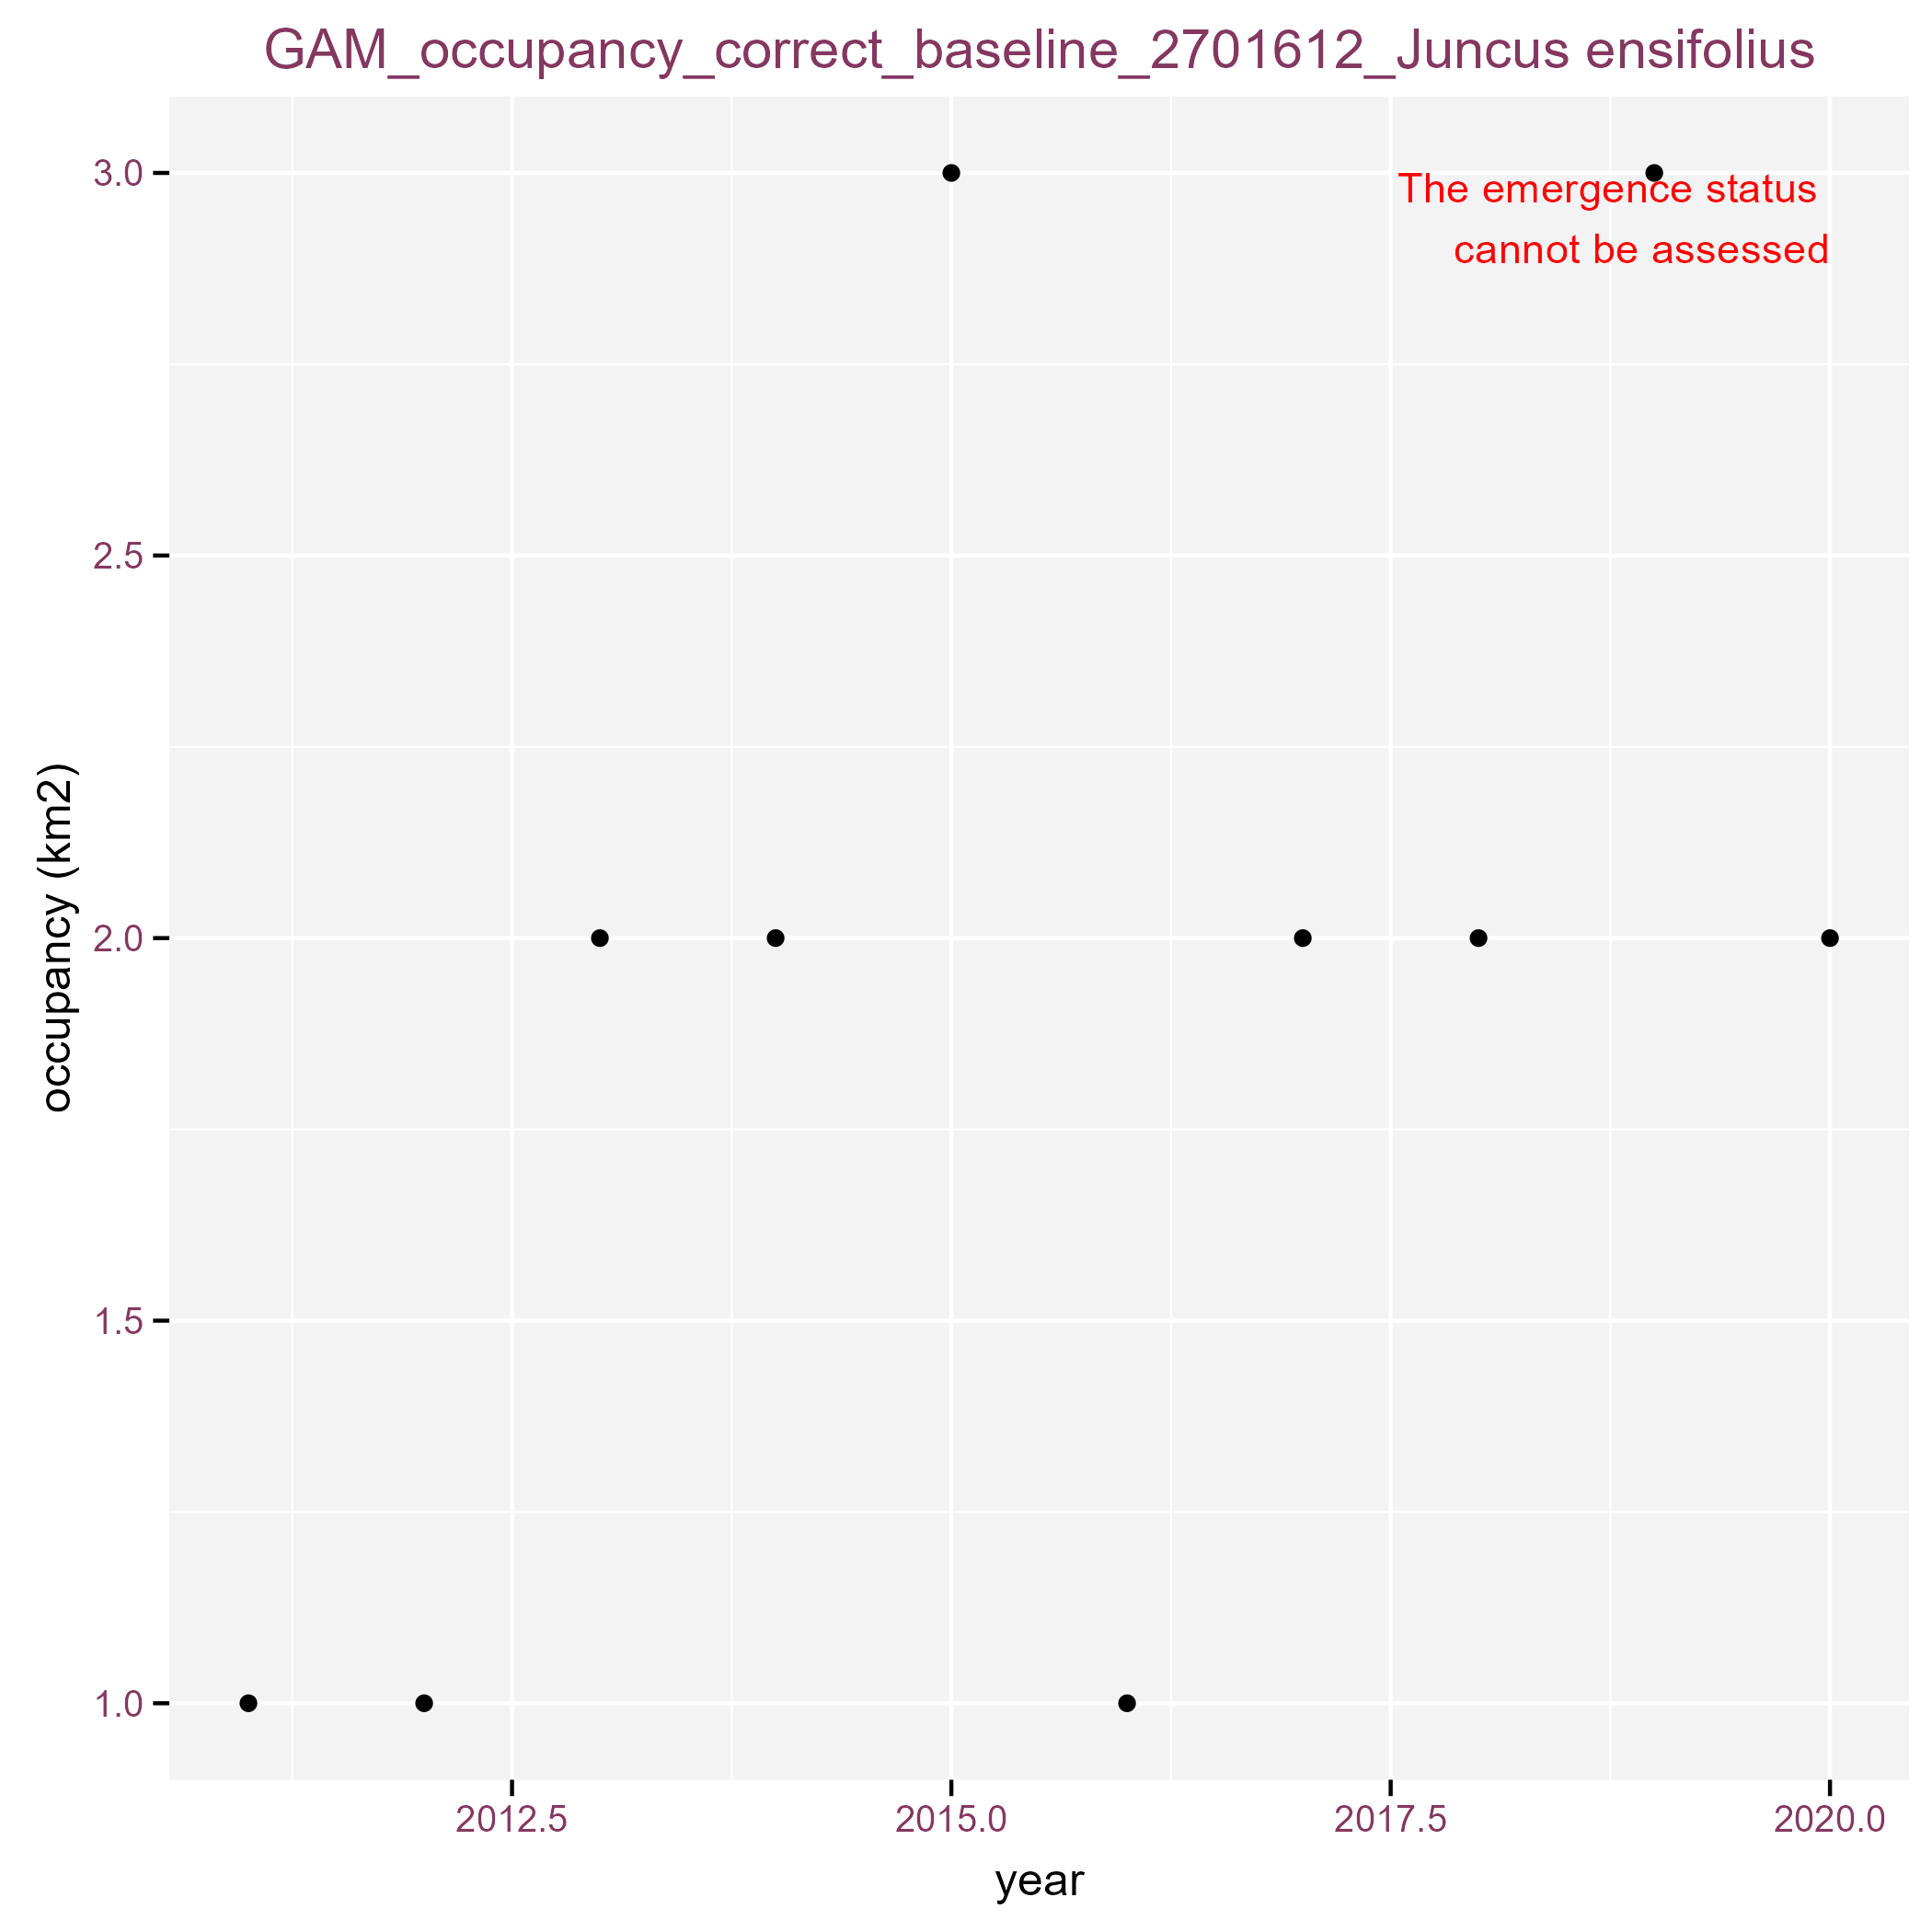 GAM_occupancy_correct_baseline_2701612_Juncus ensifolius
3.0
The emergence status
cannot be assessed
2.5
occupancy (km2)
2.0
1.5
1.0
2012.5 2015.0 2017.5 2020.0
year